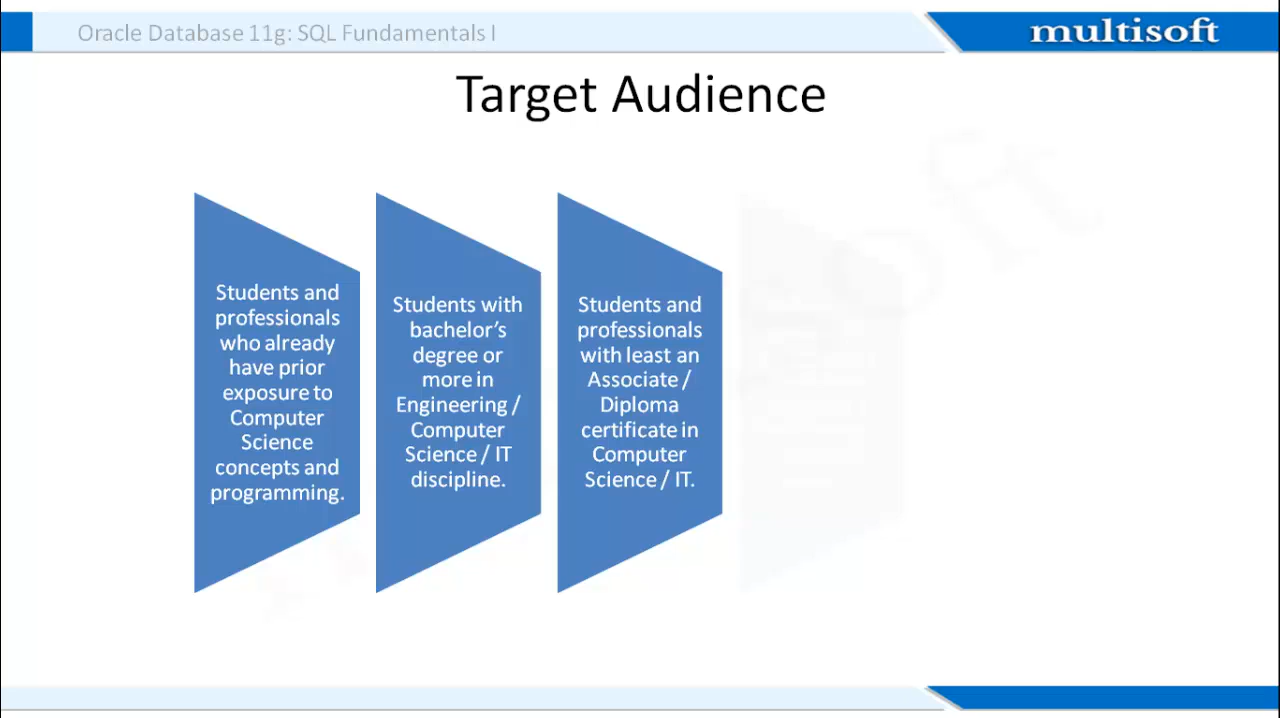 Oracle Database 11g: SQL Fundamentals I
multisoft
Target Audience
Students and
professionals
who already
have prior
exposure to
Computer
Science
concepts and
programming.
Students with
bachelor’s
degree or
more in
Engineering /
Computer
Science / IT
discipline.
Students and
professionals
with least an
Associate /
Diploma
certificate in
Computer
Science / IT.